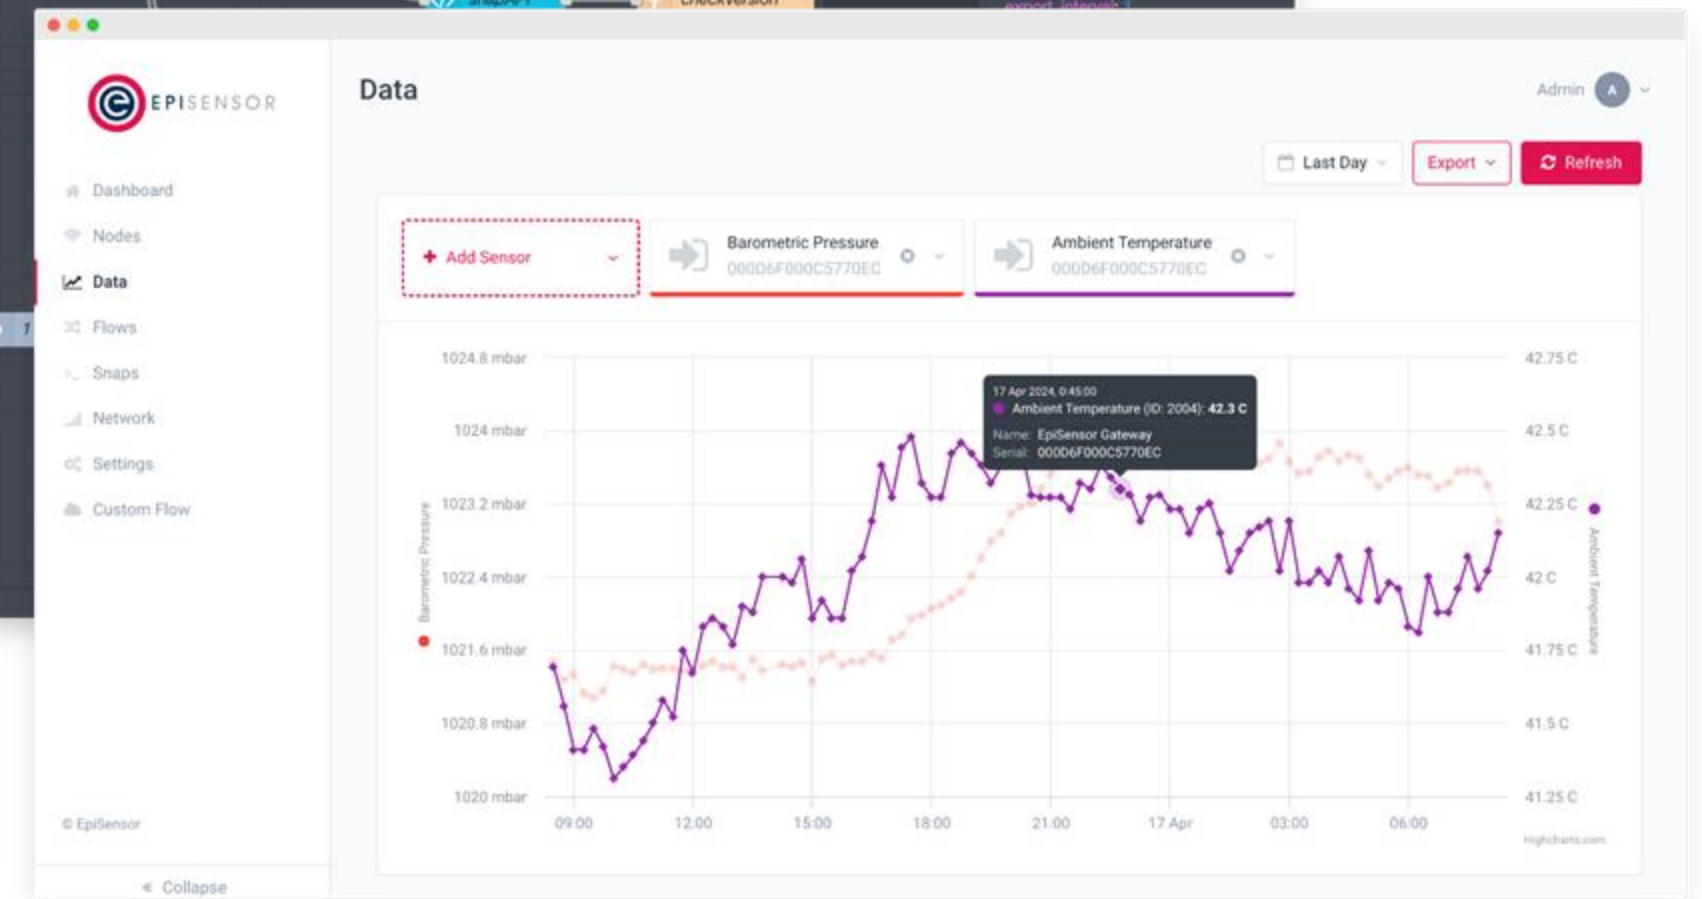 snapAPI
checkversion
export_interval: 1
EPISENSOR
Data
Admin
A
Last Day
Export
Refresh
Dashboard
Nodes
Data
1
Flows
Snaps
Network
Settings
Custom Flow
© EpiSensor
Collapse
+ Add Sensor
Barometric Pressure
000D6F000C5770EC
Ambient Temperature
000D6F000C5770EC
1024.8 mbar
1024 mbar
1023.2 mbar
1022.4 mbar
1021.6 mbar
1020.8 mbar
1020 mbar
Barometric Pressure
17 Apr 2024, 0:45:00
Ambient Temperature (ID: 2004): 42.3 C
Name: EpiSensor Gateway
Serial: 000D6F000C5770EC
42.75 C
42.5 C
42.25 C
42 C
41.75 C
41.5 C
41.25 C
Ambient Temperature
09:00 12:00 15:00 18:00 21:00 17 Apr 03:00 06:00
Highcharts.com